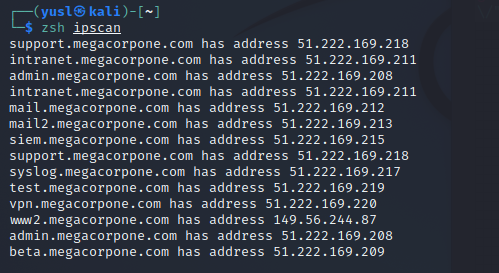 ┌──(yusl㉿kali)-[~]
└─$ zsh ipscan
support.megacorpone.com has address 51.222.169.218
intranet.megacorpone.com has address 51.222.169.211
admin.megacorpone.com has address 51.222.169.208
intranet.megacorpone.com has address 51.222.169.211
mail.megacorpone.com has address 51.222.169.212
mail2.megacorpone.com has address 51.222.169.213
siem.megacorpone.com has address 51.222.169.215
support.megacorpone.com has address 51.222.169.218
syslog.megacorpone.com has address 51.222.169.217
test.megacorpone.com has address 51.222.169.219
vpn.megacorpone.com has address 51.222.169.220
www2.megacorpone.com has address 149.56.244.87
admin.megacorpone.com has address 51.222.169.208
beta.megacorpone.com has address 51.222.169.209